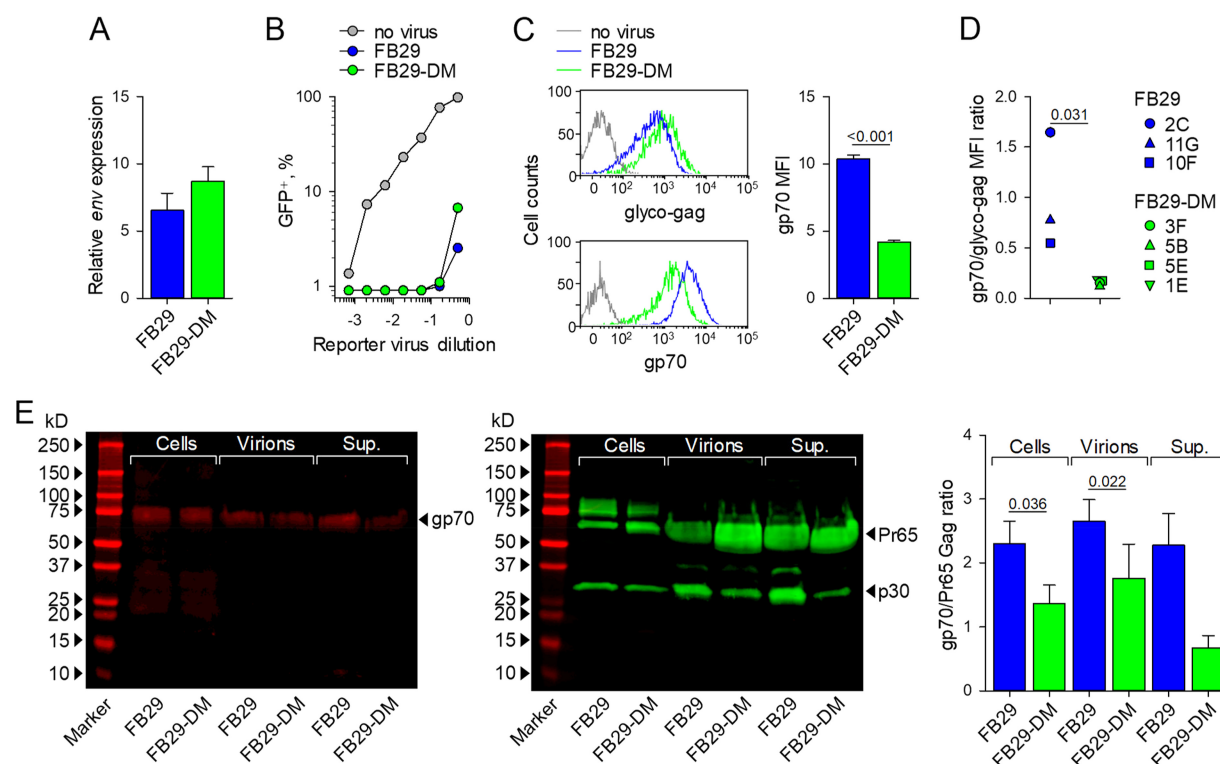 A
Relative env expression
15
10
5
0
FB29
FB29-DM
B
no virus
FB29
FB29-DM
GFP+, %
100
10
1
-3
-2
-1
0
Reporter virus dilution
C
no virus
FB29
FB29-DM
Cell counts
100
50
0
0
10²
10³
10⁴
10⁵
glyco-gag
100
50
0
0
10²
10³
10⁴
10⁵
gp70
gp70 MFI
15
10
5
0
<0.001
FB29
FB29-DM
D
gp70/glyco-gag MFI ratio
2.0
1.5
1.0
0.5
0.0
0.031
FB29
FB29-DM
FB29
2C
11G
10F
FB29-DM
3F
5B
5E
1E
E
kD
250
150
100
75
50
37
25
20
15
10
Cells
Virions
Sup.
gp70
Marker
FB29
FB29-DM
FB29
FB29-DM
FB29
FB29-DM
kD
250
150
100
75
50
37
25
20
15
10
Cells
Virions
Sup.
Pr65
p30
Marker
FB29
FB29-DM
FB29
FB29-DM
FB29
FB29-DM
gp70/Pr65 Gag ratio
4
3
2
1
0
Cells
Virions
Sup.
0.036
0.022
FB29
FB29-DM
FB29
FB29-DM
FB29
FB29-DM